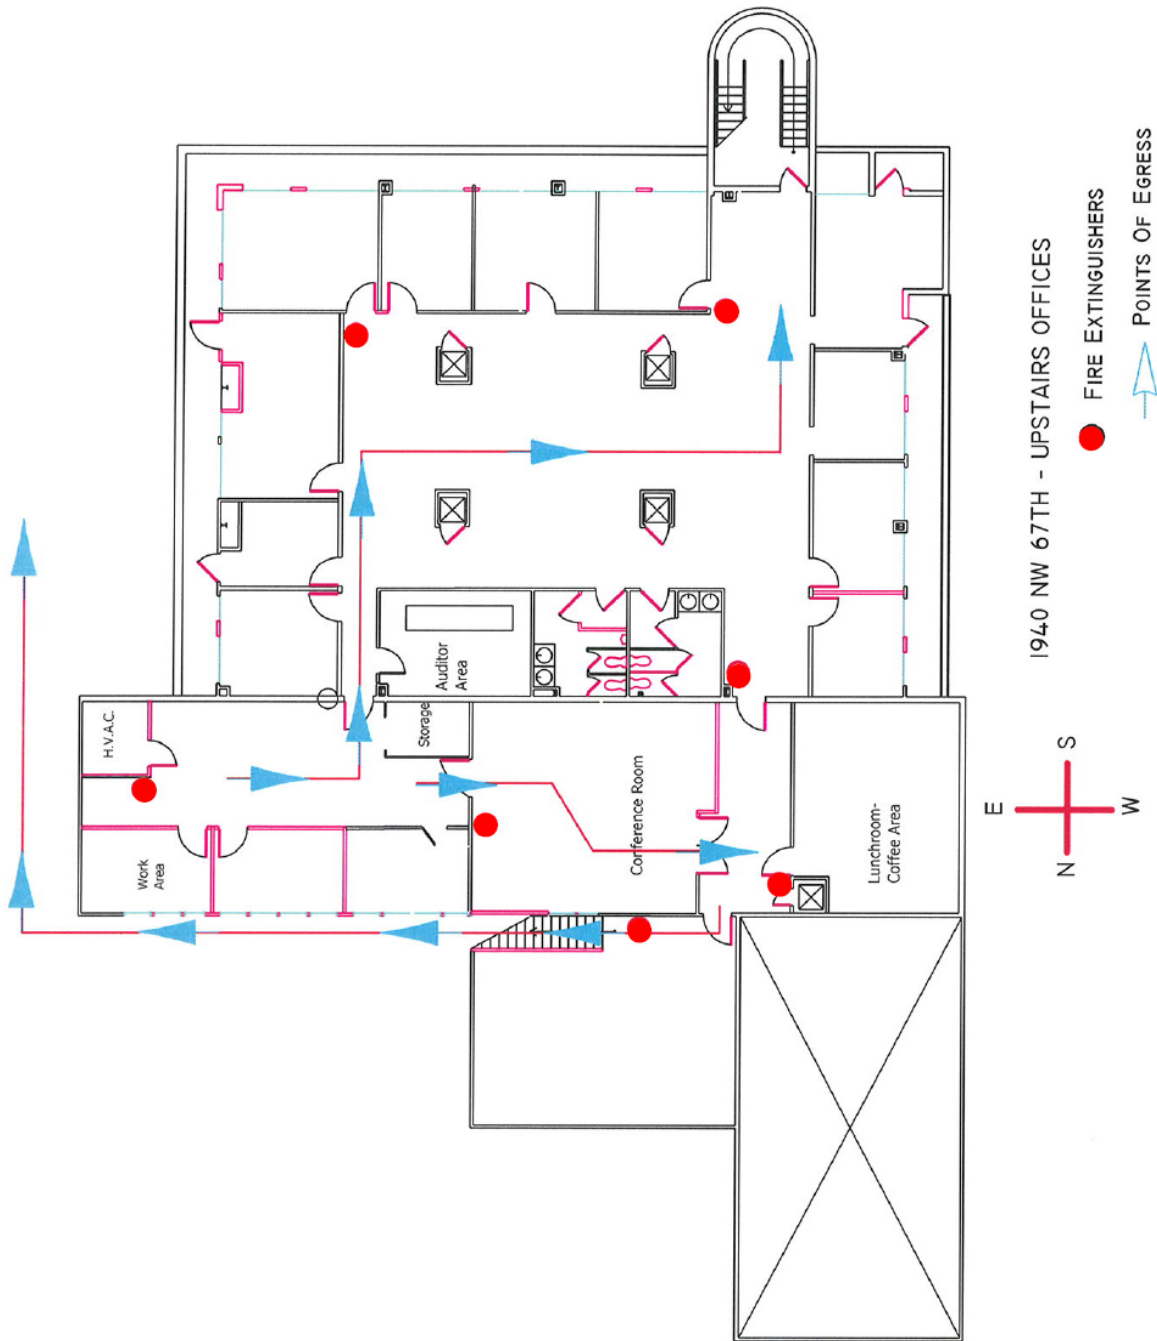 1940 NW 67TH - UPSTAIRS OFFICES
FIRE EXTINGUISHERS
POINTS OF EGRESS
H.V.A.C.
Work
Area
Storage
Auditor
Area
Conference Room
Lunchroom-
Coffee Area
N
S
E
W